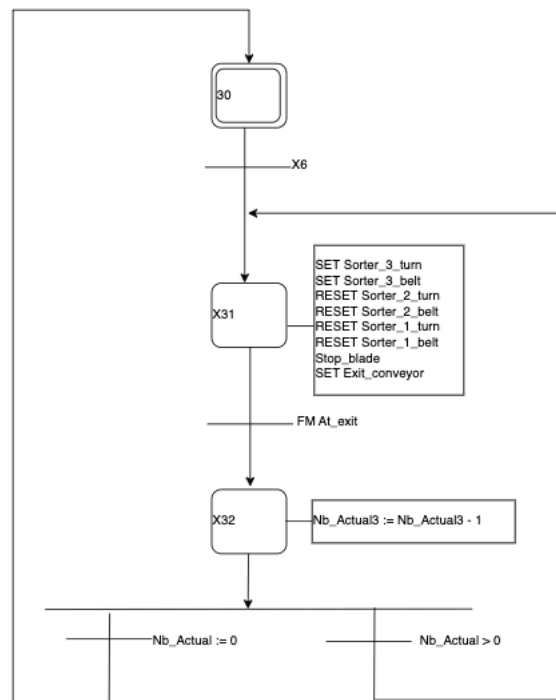 30
X6
SET Sorter_3_turn
SET Sorter_3_belt
RESET Sorter_2_turn
RESET Sorter_2_belt
RESET Sorter_1_turn
RESET Sorter_1_belt
Stop_blade
SET Exit_conveyor
X31
FM At_exit
X32
Nb_Actual3 := Nb_Actual3 - 1
Nb_Actual := 0
Nb_Actual > 0